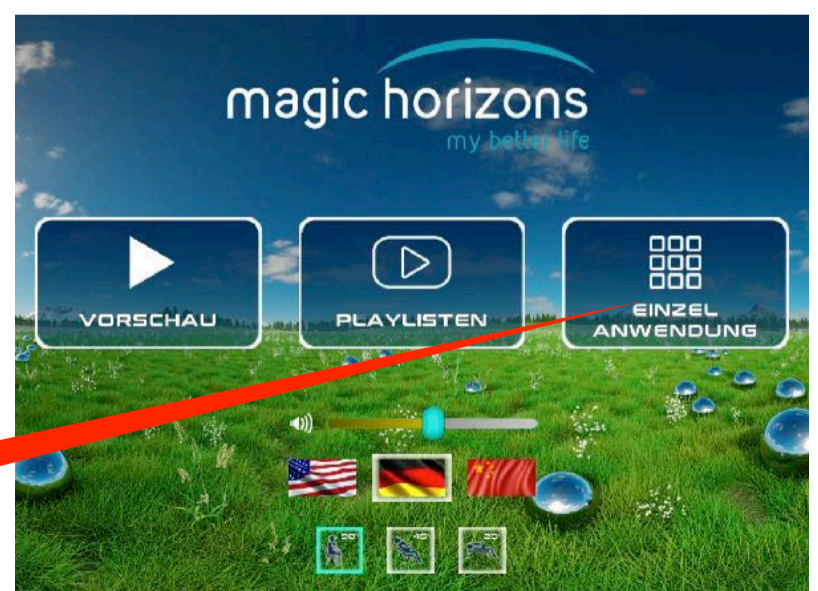 magic horizons
my better life
VORSCHAU
PLAYLISTEN
EINZEL
ANWENDUNG